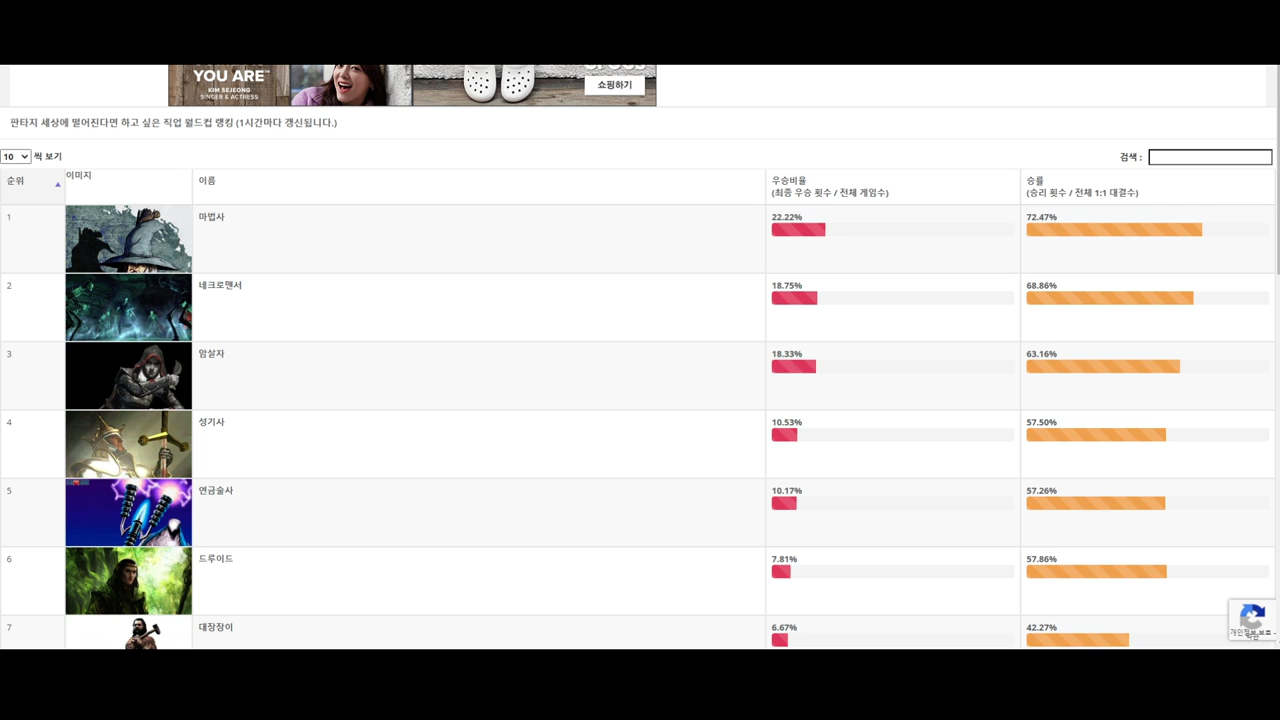 YOU ARE™
KIM SEJEONG
SINGER & ACTRESS
쇼핑하기
판타지 세상에 떨어진다면 하고 싶은 직업 월드컵 랭킹 (1시간마다 갱신됩니다.)
10 씩 보기
검색 :
순위 이미지 이름 우승비율 승률
(최종 우승 횟수 / 전체 게임수) (승리 횟수 / 전체 1:1 대결수)
1 마법사 22.22% 72.47%
2 네크로맨서 18.75% 68.86%
3 암살자 18.33% 63.16%
4 성기사 10.53% 57.50%
5 연금술사 10.17% 57.26%
6 드루이드 7.81% 57.86%
7 대장장이 6.67% 42.27%
개인정보 보호 -